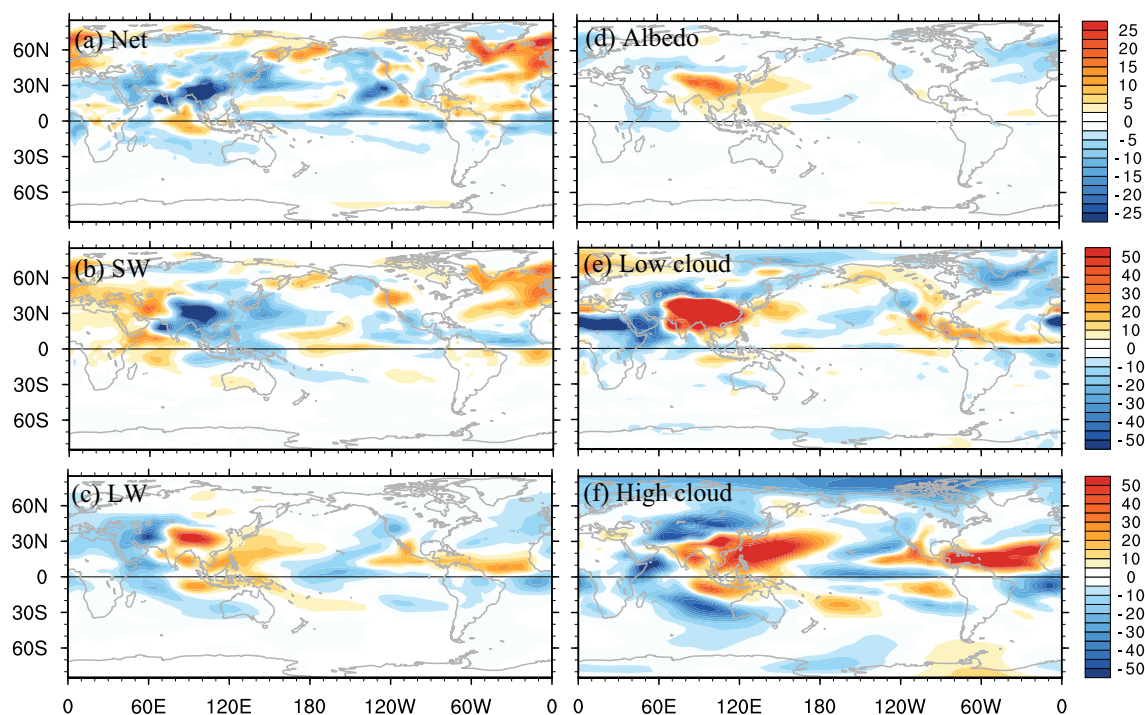 (a) Net
60N
30N
0
30S
60S
(d) Albedo
25
20
15
10
5
0
-5
-10
-15
-20
-25
(b) SW
60N
30N
0
30S
60S
(e) Low cloud
50
40
30
20
10
0
-10
-20
-30
-40
-50
(c) LW
60N
30N
0
30S
60S
0 60E 120E 180 120W 60W 0
(f) High cloud
0 60E 120E 180 120W 60W 0
50
40
30
20
10
0
-10
-20
-30
-40
-50